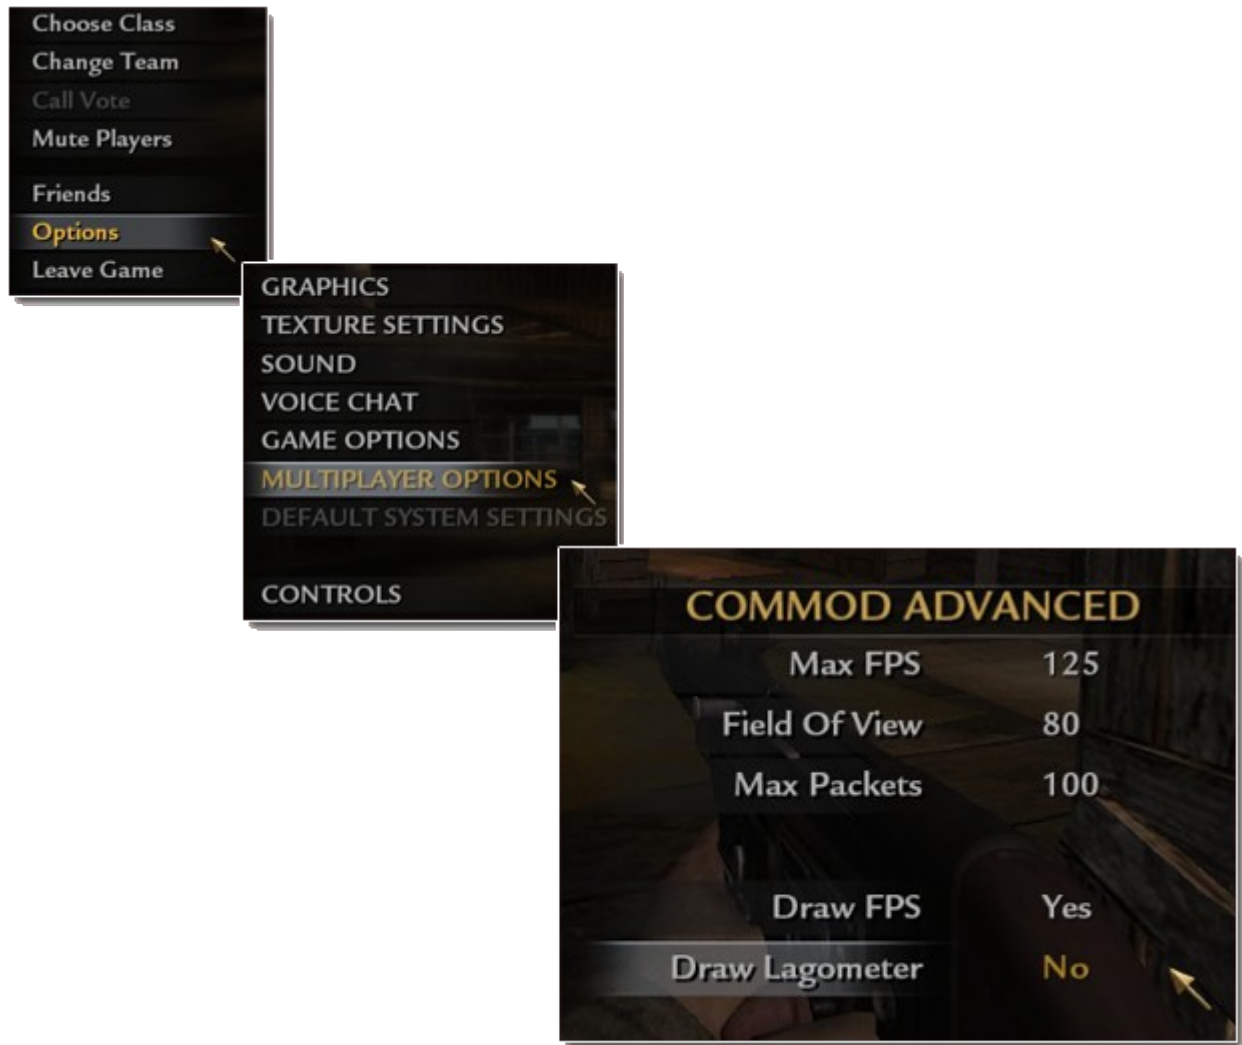 Choose Class
Change Team
Call Vote
Mute Players
Friends
Options
Leave Game
GRAPHICS
TEXTURE SETTINGS
SOUND
VOICE CHAT
GAME OPTIONS
MULTIPLAYER OPTIONS
DEFAULT SYSTEM SETTINGS
CONTROLS
COMMOD ADVANCED
Max FPS 125
Field Of View 80
Max Packets 100
Draw FPS Yes
Draw Lagometer No